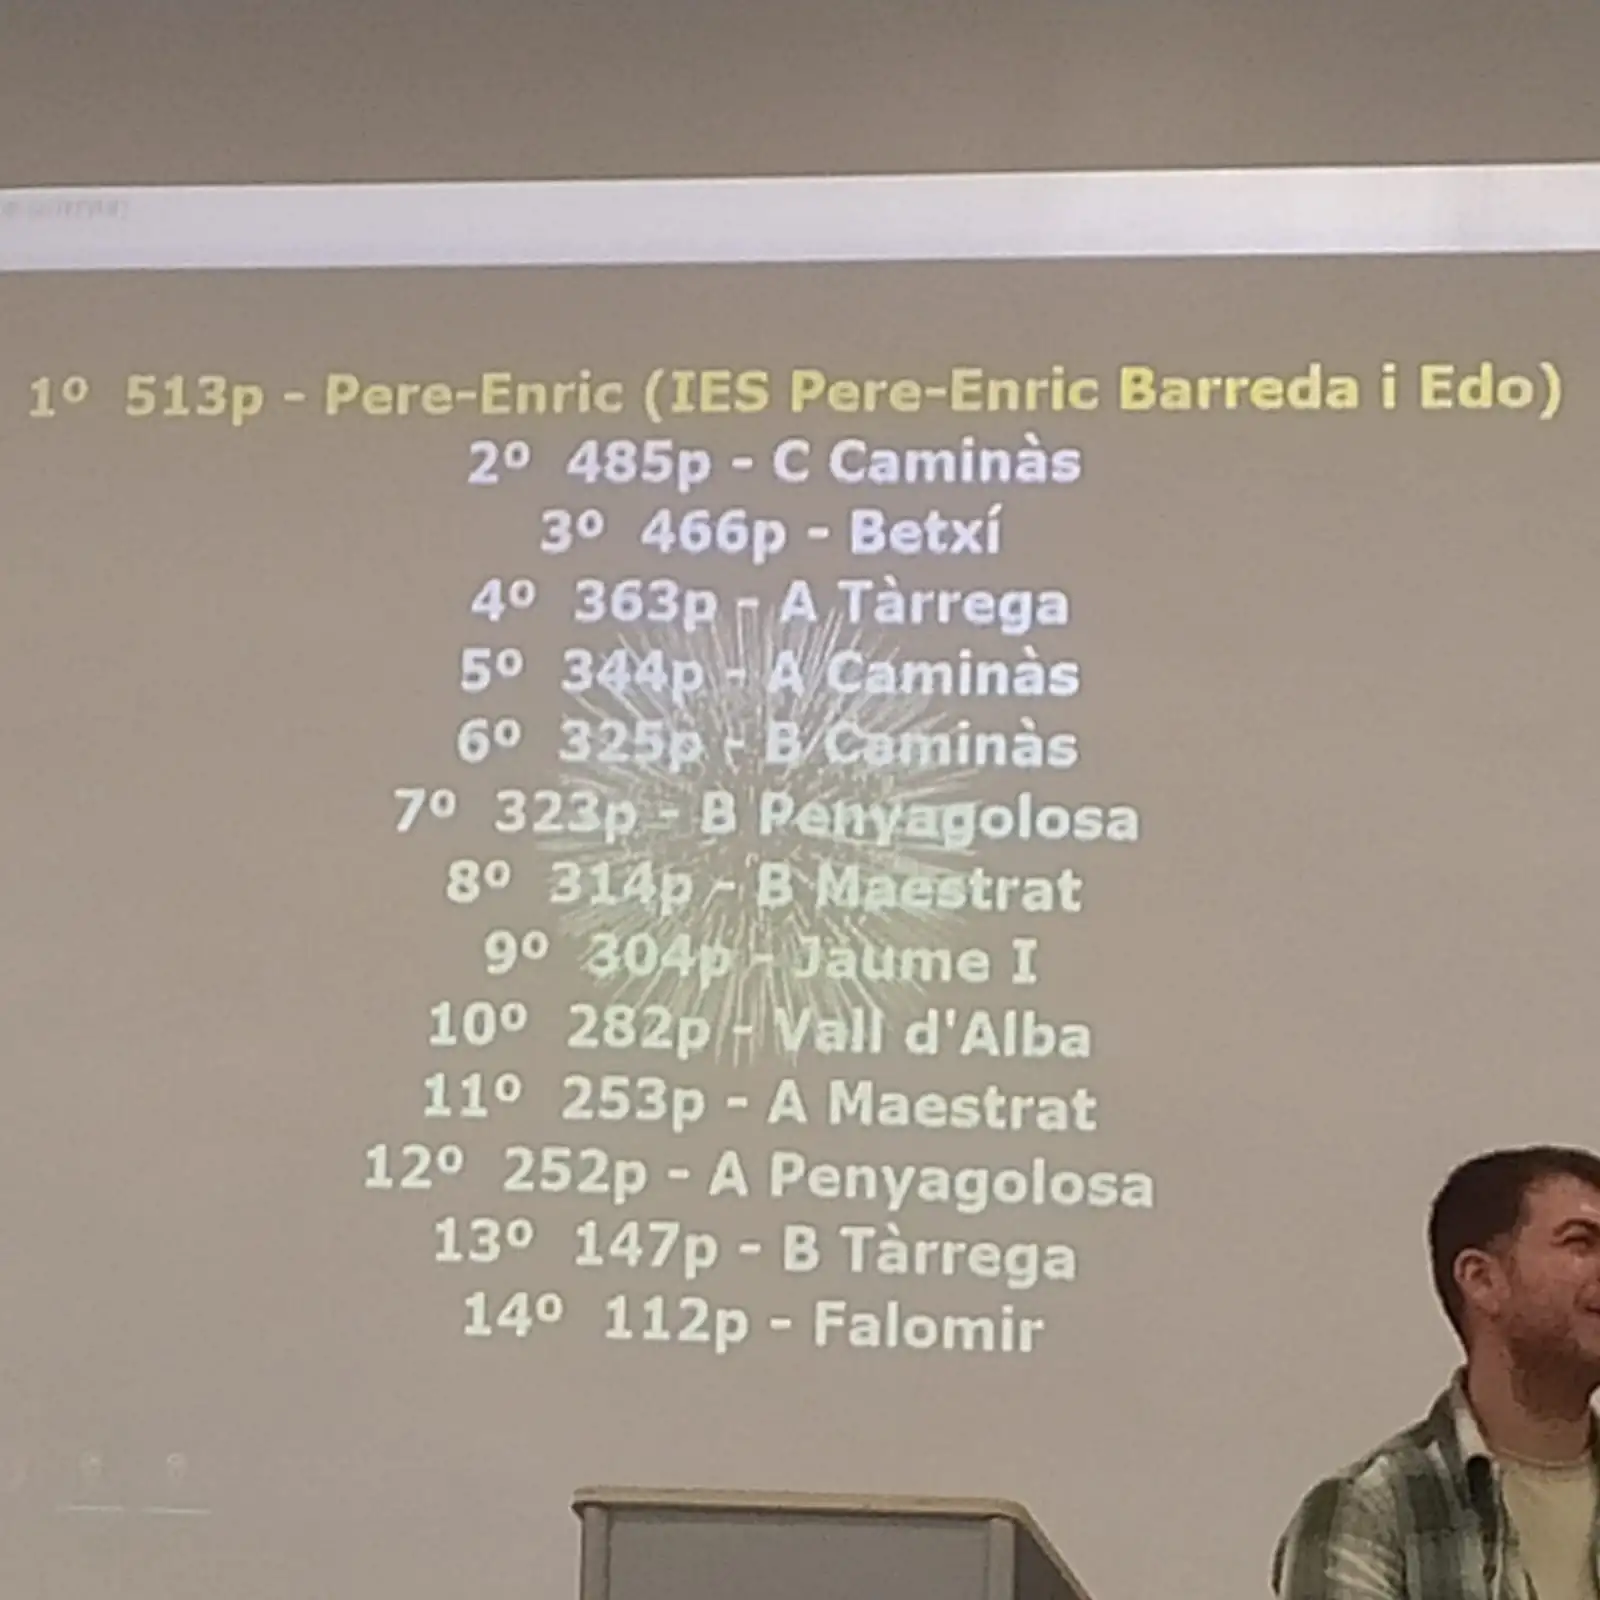 1º 513p - Pere-Enric (IES Pere-Enric Barreda i Edo)
2º 485p - C Caminàs
3º 466p - Betxí
4º 363p - A Tàrrega
5º 344p - A Caminàs
6º 325p - B Caminàs
7º 323p - B Penyagolosa
8º 314p - B Maestrat
9º 304p - Jaume I
10º 282p - Vall d'Alba
11º 253p - A Maestrat
12º 252p - A Penyagolosa
13º 147p - B Tàrrega
14º 112p - Falomir